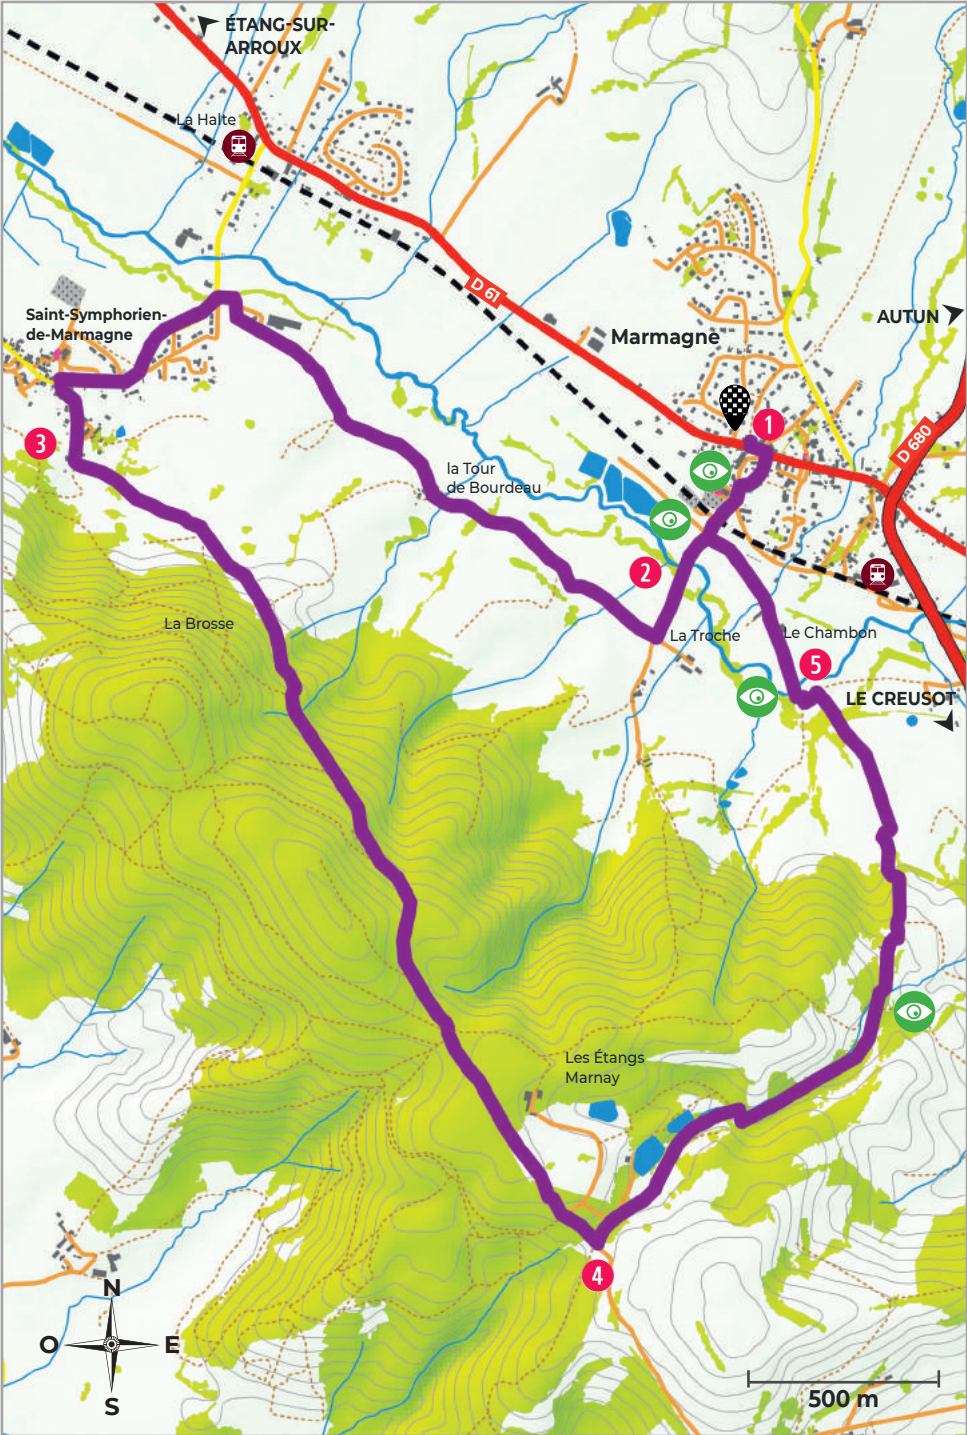 ÉTANG-SUR-
ARROUX
La Halte
D 61
Saint-Symphorien-
de-Marmagne
Marmagne
AUTUN
D 680
1
3
la Tour
de Bourdeau
2
La Brosse
La Troche
Le Chambon
5
LE CREUSOT
Les Étangs
Marnay
4
N
O
E
S
500 m